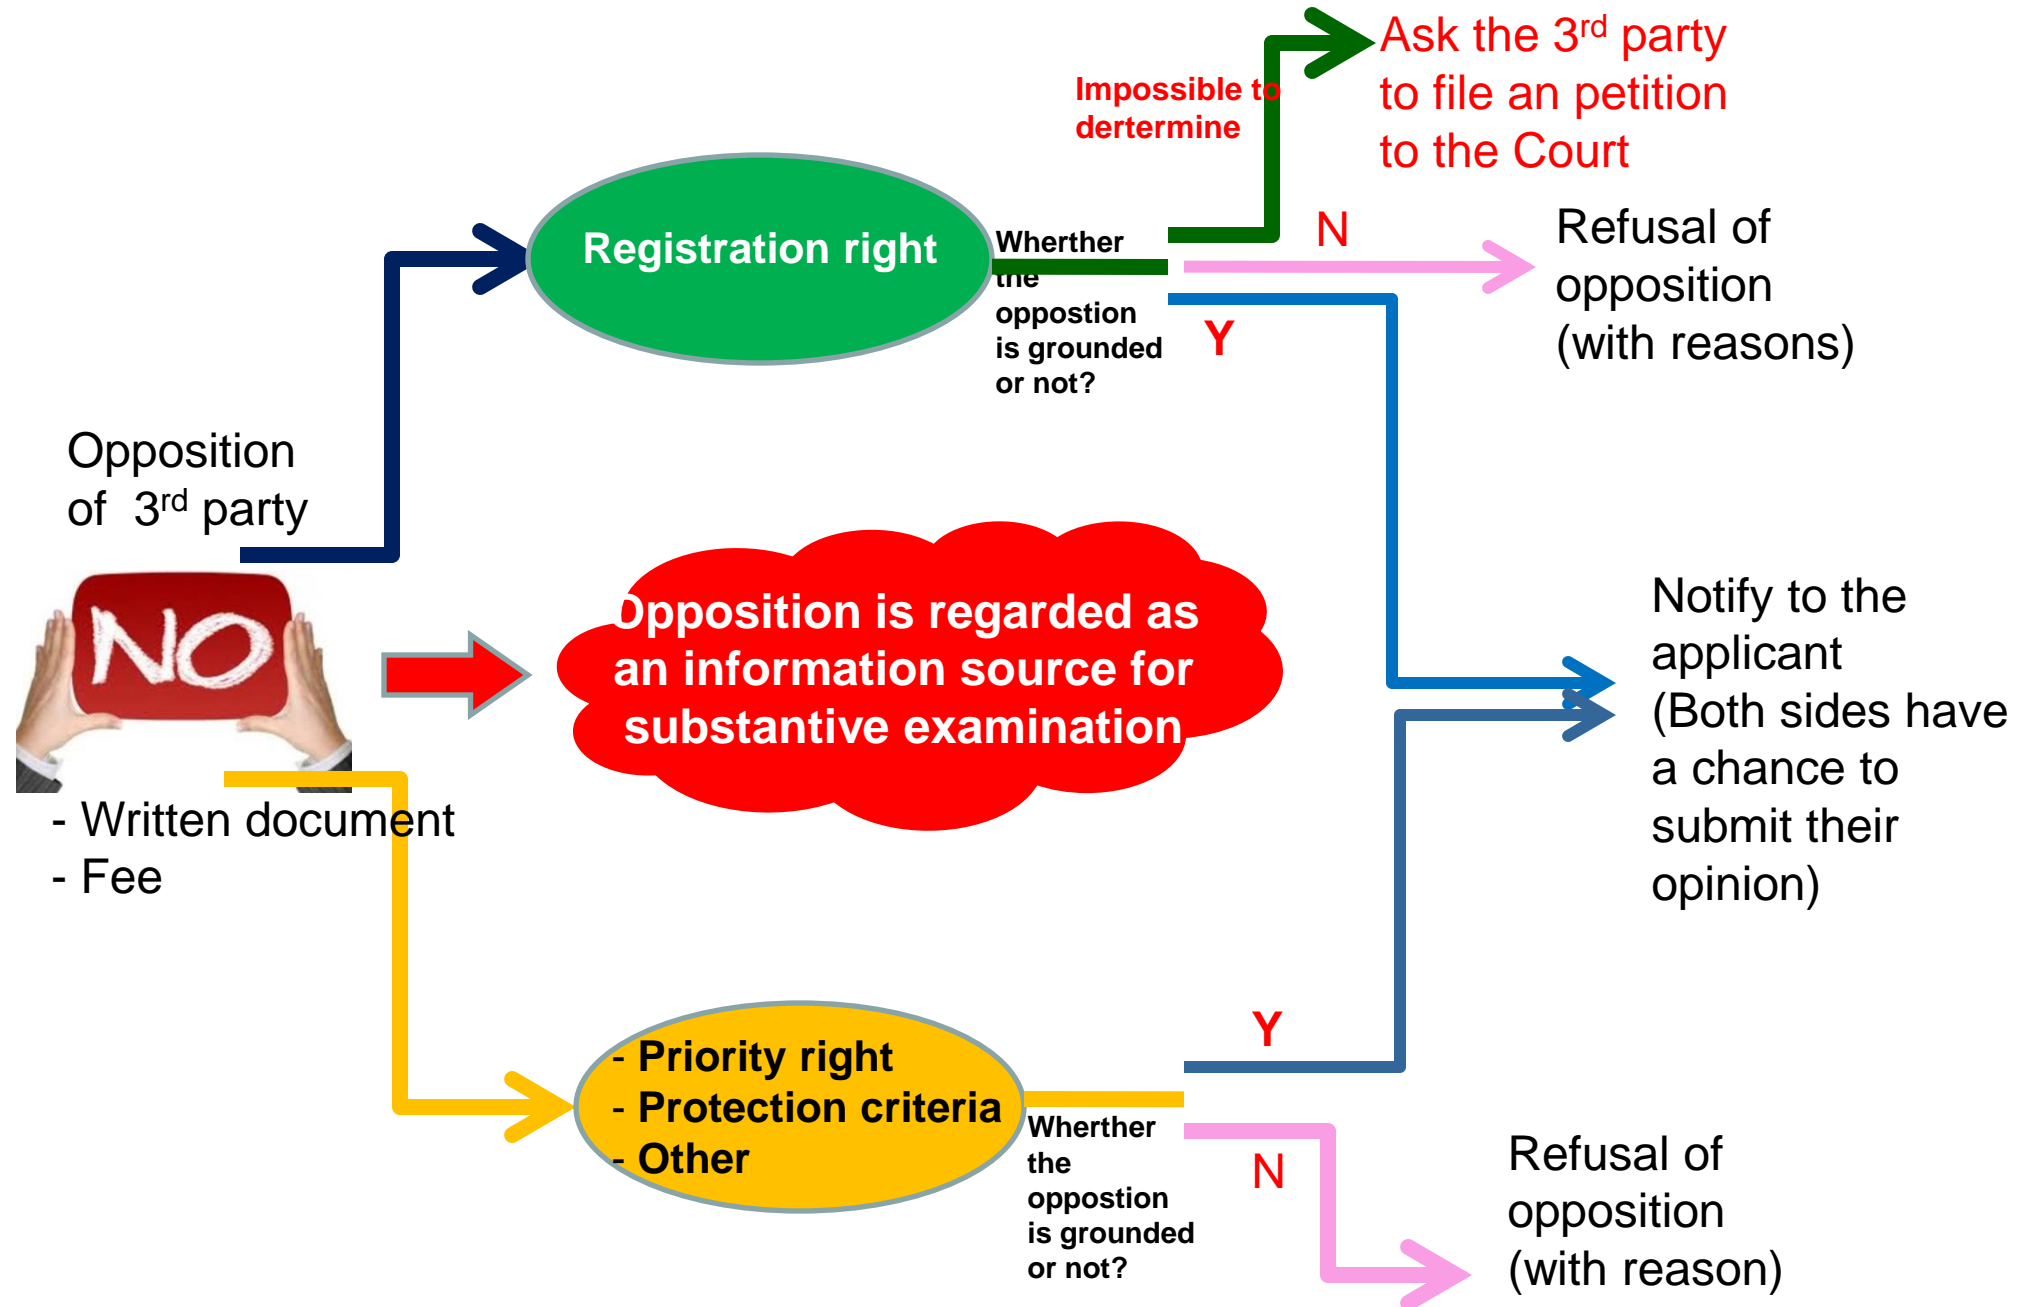 Ask the 3rd party
to file an petition
to the Court
Impossible to
dertermine
Registration right
Wherther
the
oppostion
is grounded
or not?
N
Refusal of
opposition
(with reasons)
Y
Opposition
of 3rd party
NO
- Written document
- Fee
Opposition is regarded as
an information source for
substantive examination
Notify to the
applicant
(Both sides have
a chance to
submit their
opinion)
- Priority right
- Protection criteria
- Other
Wherther
the
oppostion
is grounded
or not?
Y
N
Refusal of
opposition
(with reason)